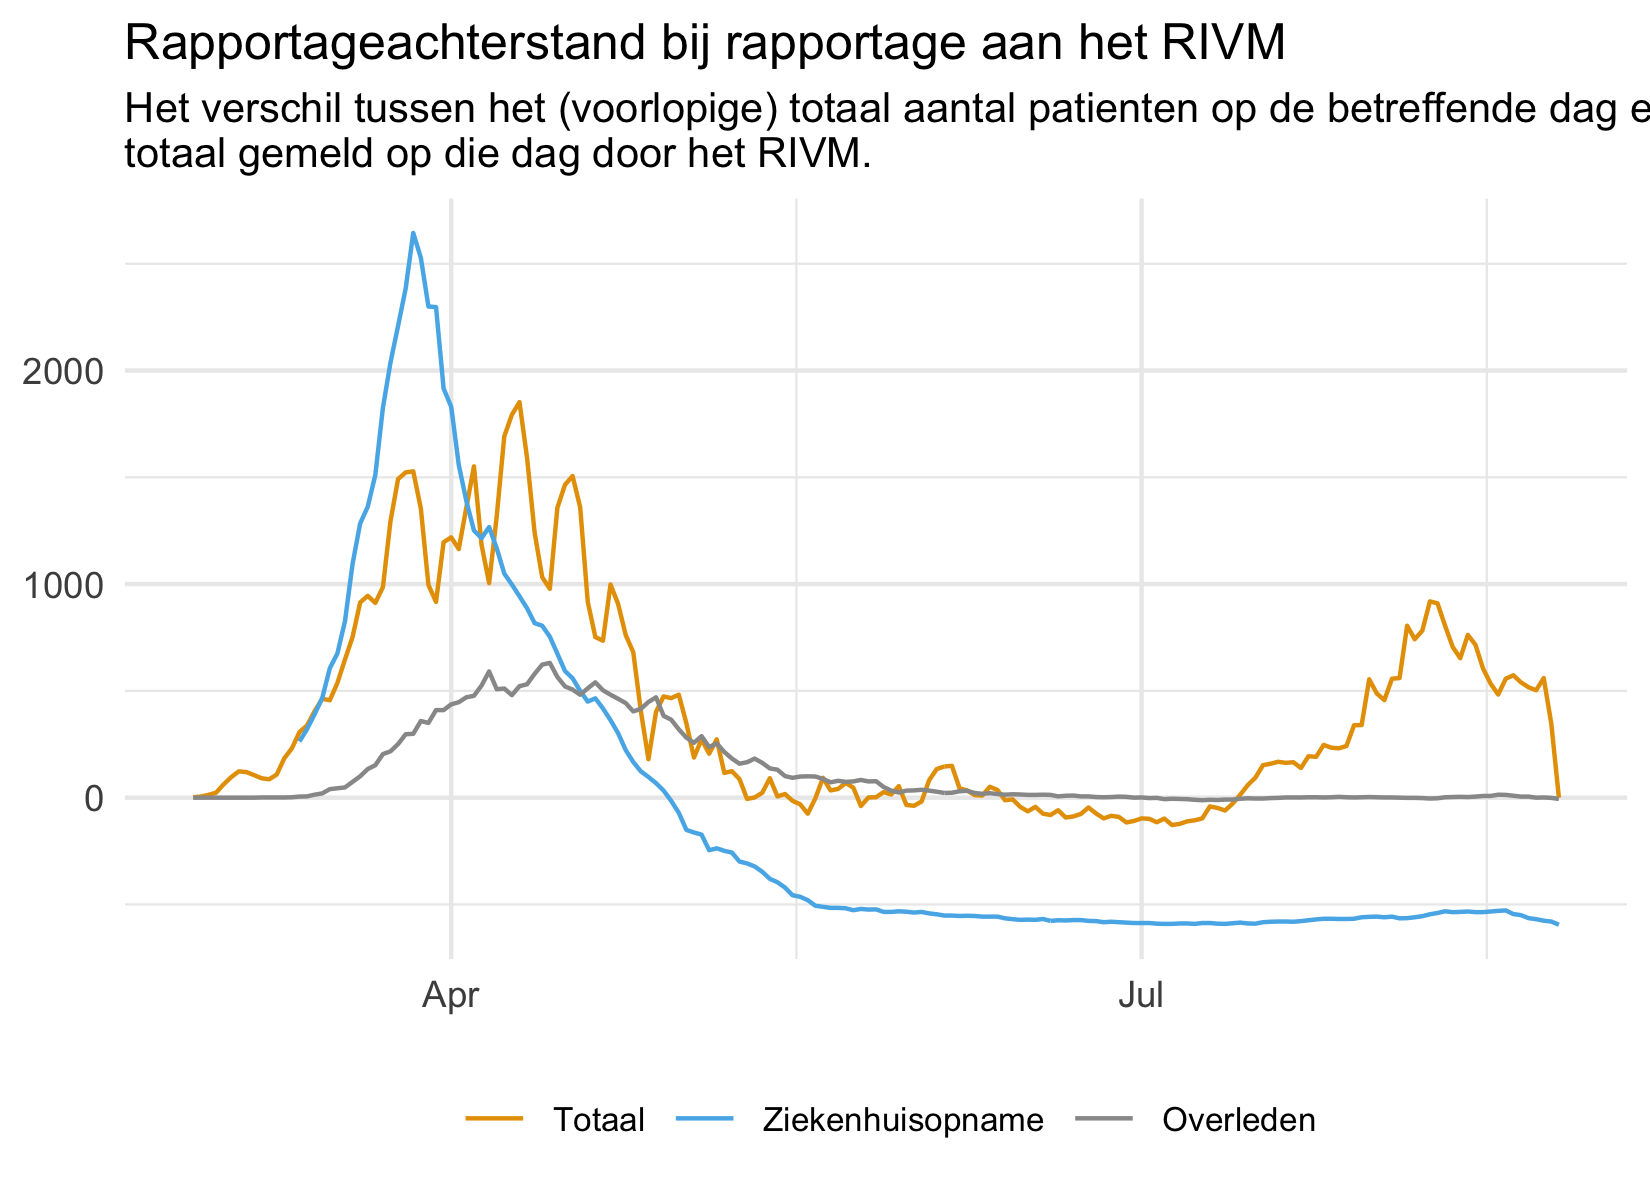 Rapportageachterstand bij rapportage aan het RIVM
Het verschil tussen het (voorlopige) totaal aantal patienten op de betreffende dag e
totaal gemeld op die dag door het RIVM.
2000
1000
0
Apr
Jul
Totaal
Ziekenhuisopname
Overleden